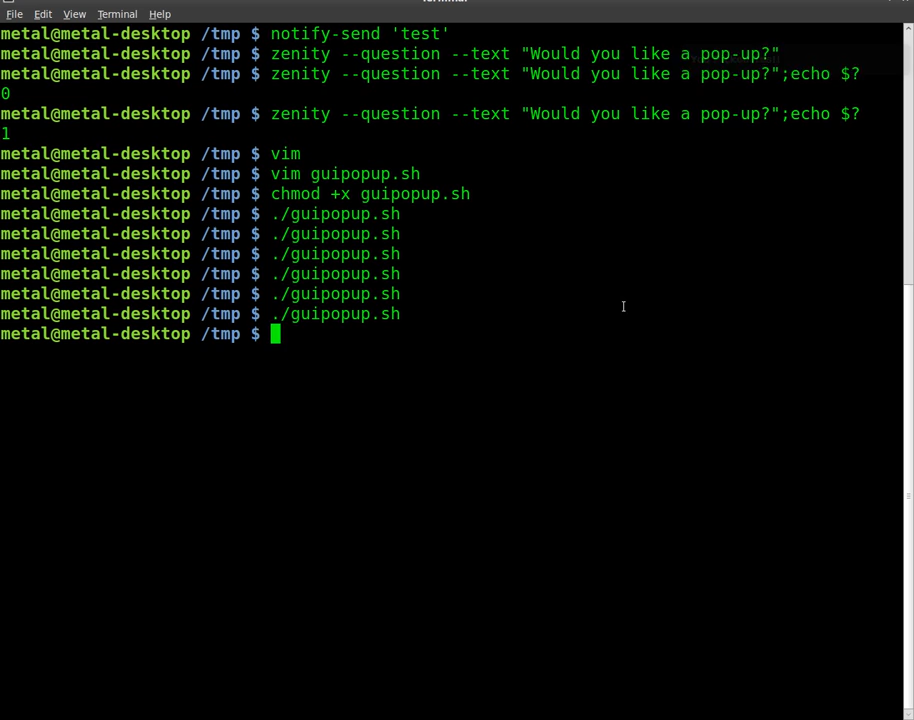 File Edit View Terminal Help
metal@metal-desktop /tmp $ notify-send 'test'
metal@metal-desktop /tmp $ zenity --question --text "Would you like a pop-up?"
metal@metal-desktop /tmp $ zenity --question --text "Would you like a pop-up?";echo $?
0
metal@metal-desktop /tmp $ zenity --question --text "Would you like a pop-up?";echo $?
1
metal@metal-desktop /tmp $ vim
metal@metal-desktop /tmp $ vim guipopup.sh
metal@metal-desktop /tmp $ chmod +x guipopup.sh
metal@metal-desktop /tmp $ ./guipopup.sh
metal@metal-desktop /tmp $ ./guipopup.sh
metal@metal-desktop /tmp $ ./guipopup.sh
metal@metal-desktop /tmp $ ./guipopup.sh
metal@metal-desktop /tmp $ ./guipopup.sh
metal@metal-desktop /tmp $ ./guipopup.sh
metal@metal-desktop /tmp $